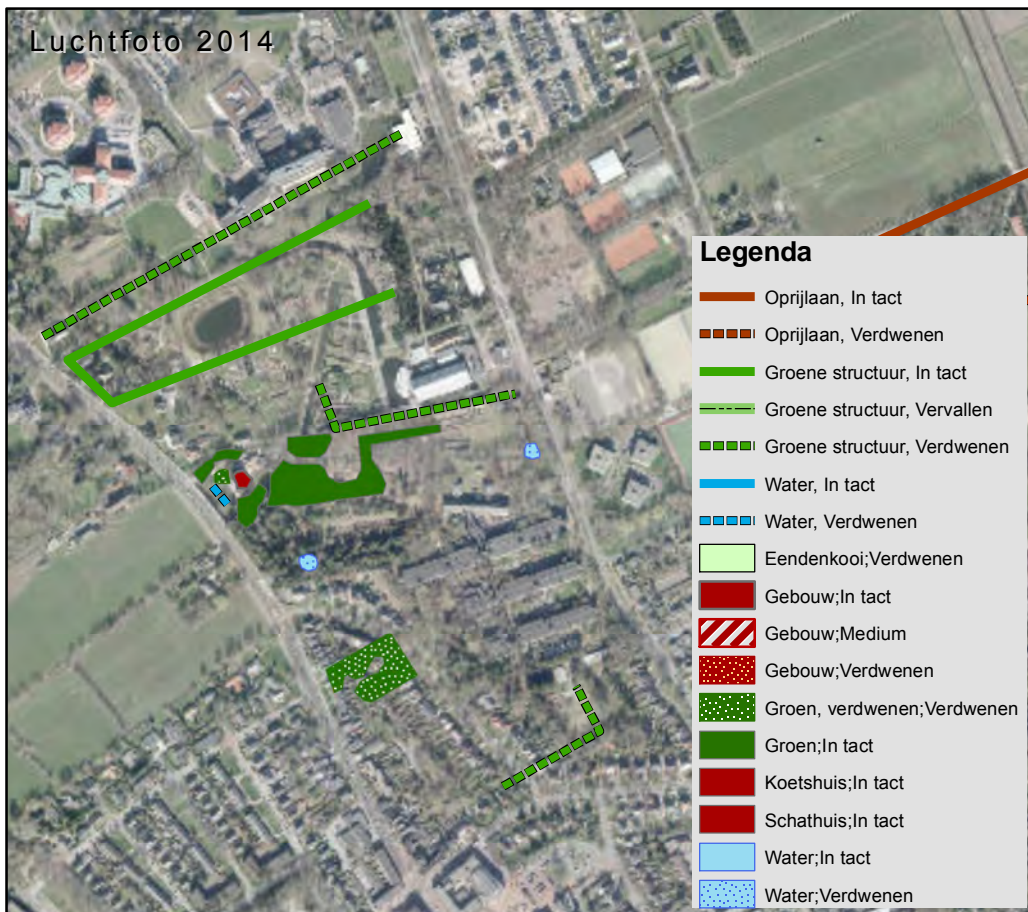 Luchtfoto 2014
Legenda
Oprijlaan, In tact
Oprijlaan, Verdwenen
Groene structuur, In tact
Groene structuur, Vervallen
Groene structuur, Verdwenen
Water, In tact
Water, Verdwenen
Eendenkooi;Verdwenen
Gebouw;In tact
Gebouw;Medium
Gebouw;Verdwenen
Groen, verdwenen;Verdwenen
Groen;In tact
Koetshuis;In tact
Schathuis;In tact
Water;In tact
Water;Verdwenen